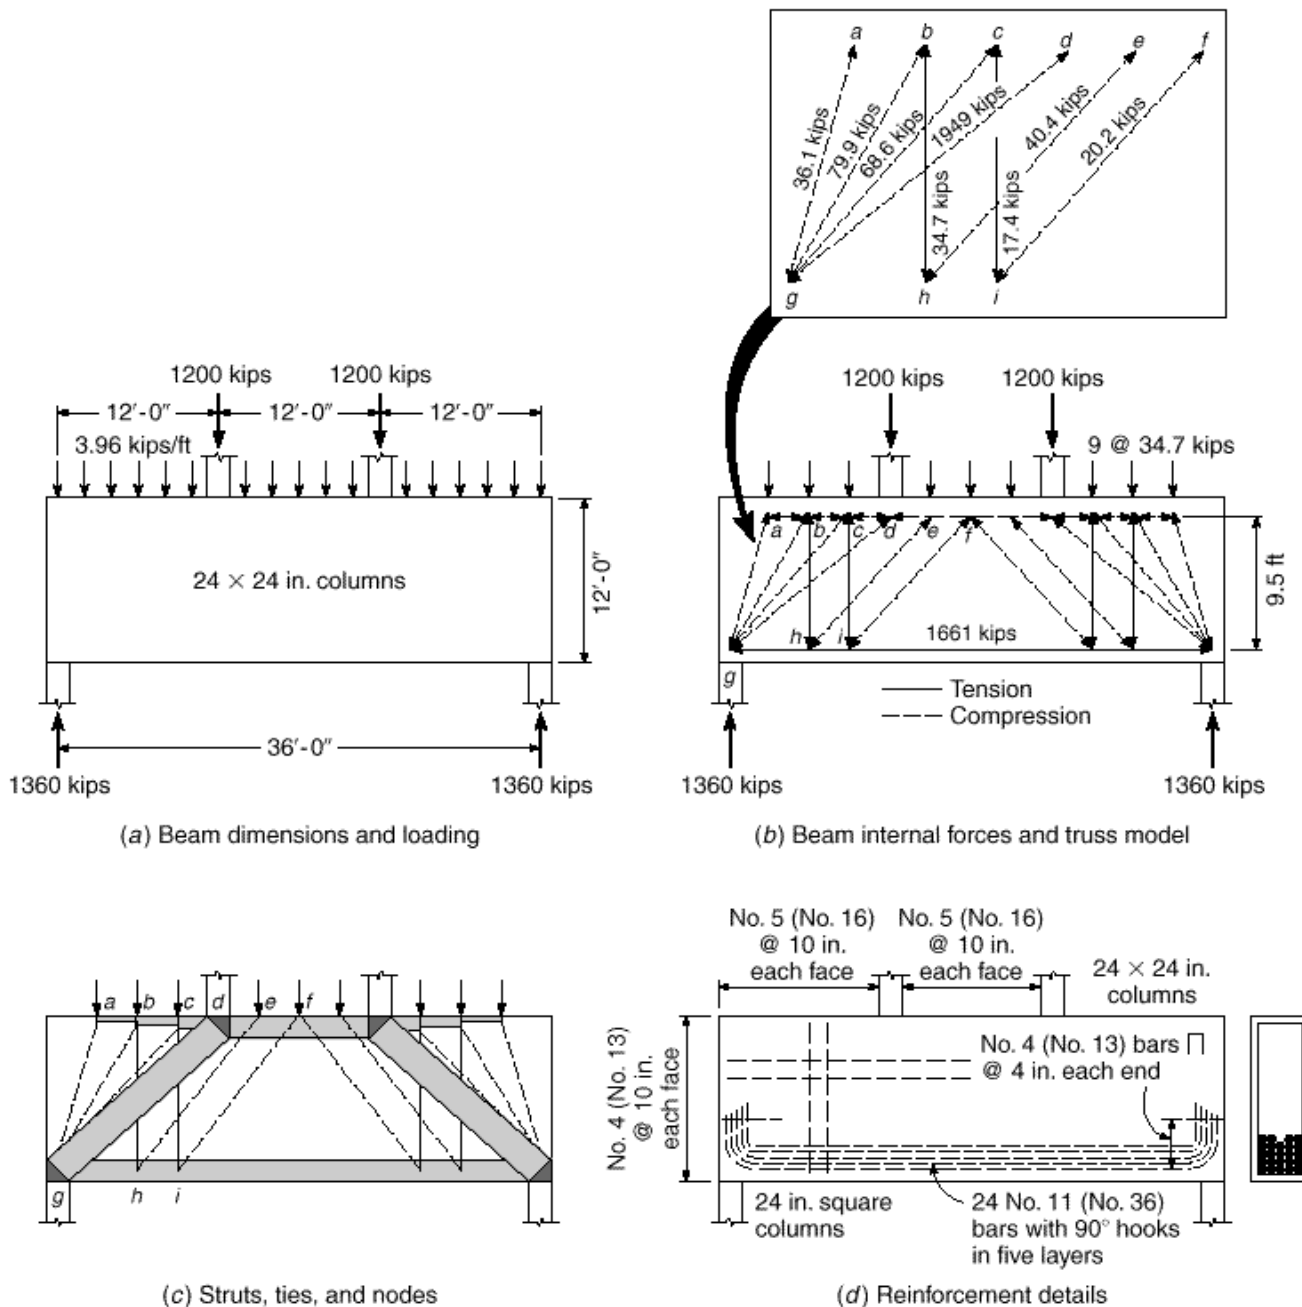 a b c d e f
36.1 kips
79.9 kips
68.6 kips
1949 kips
40.4 kips
20.2 kips
34.7 kips
17.4 kips
g h i
1200 kips 1200 kips
12'-0" 12'-0" 12'-0"
3.96 kips/ft
24 × 24 in. columns
12'-0"
36'-0"
1360 kips 1360 kips
(a) Beam dimensions and loading
1200 kips 1200 kips
9 @ 34.7 kips
a b c d e f
9.5 ft
h i 1661 kips
g
Tension
Compression
1360 kips 1360 kips
(b) Beam internal forces and truss model
a b c d e f
g h i
(c) Struts, ties, and nodes
No. 5 (No. 16)
@ 10 in.
each face
No. 5 (No. 16)
@ 10 in.
each face
24 × 24 in.
columns
No. 4 (No. 13)
@ 10 in.
each face
No. 4 (No. 13) bars ⊓
@ 4 in. each end
24 in. square
columns
24 No. 11 (No. 36)
bars with 90° hooks
in five layers
(d) Reinforcement details